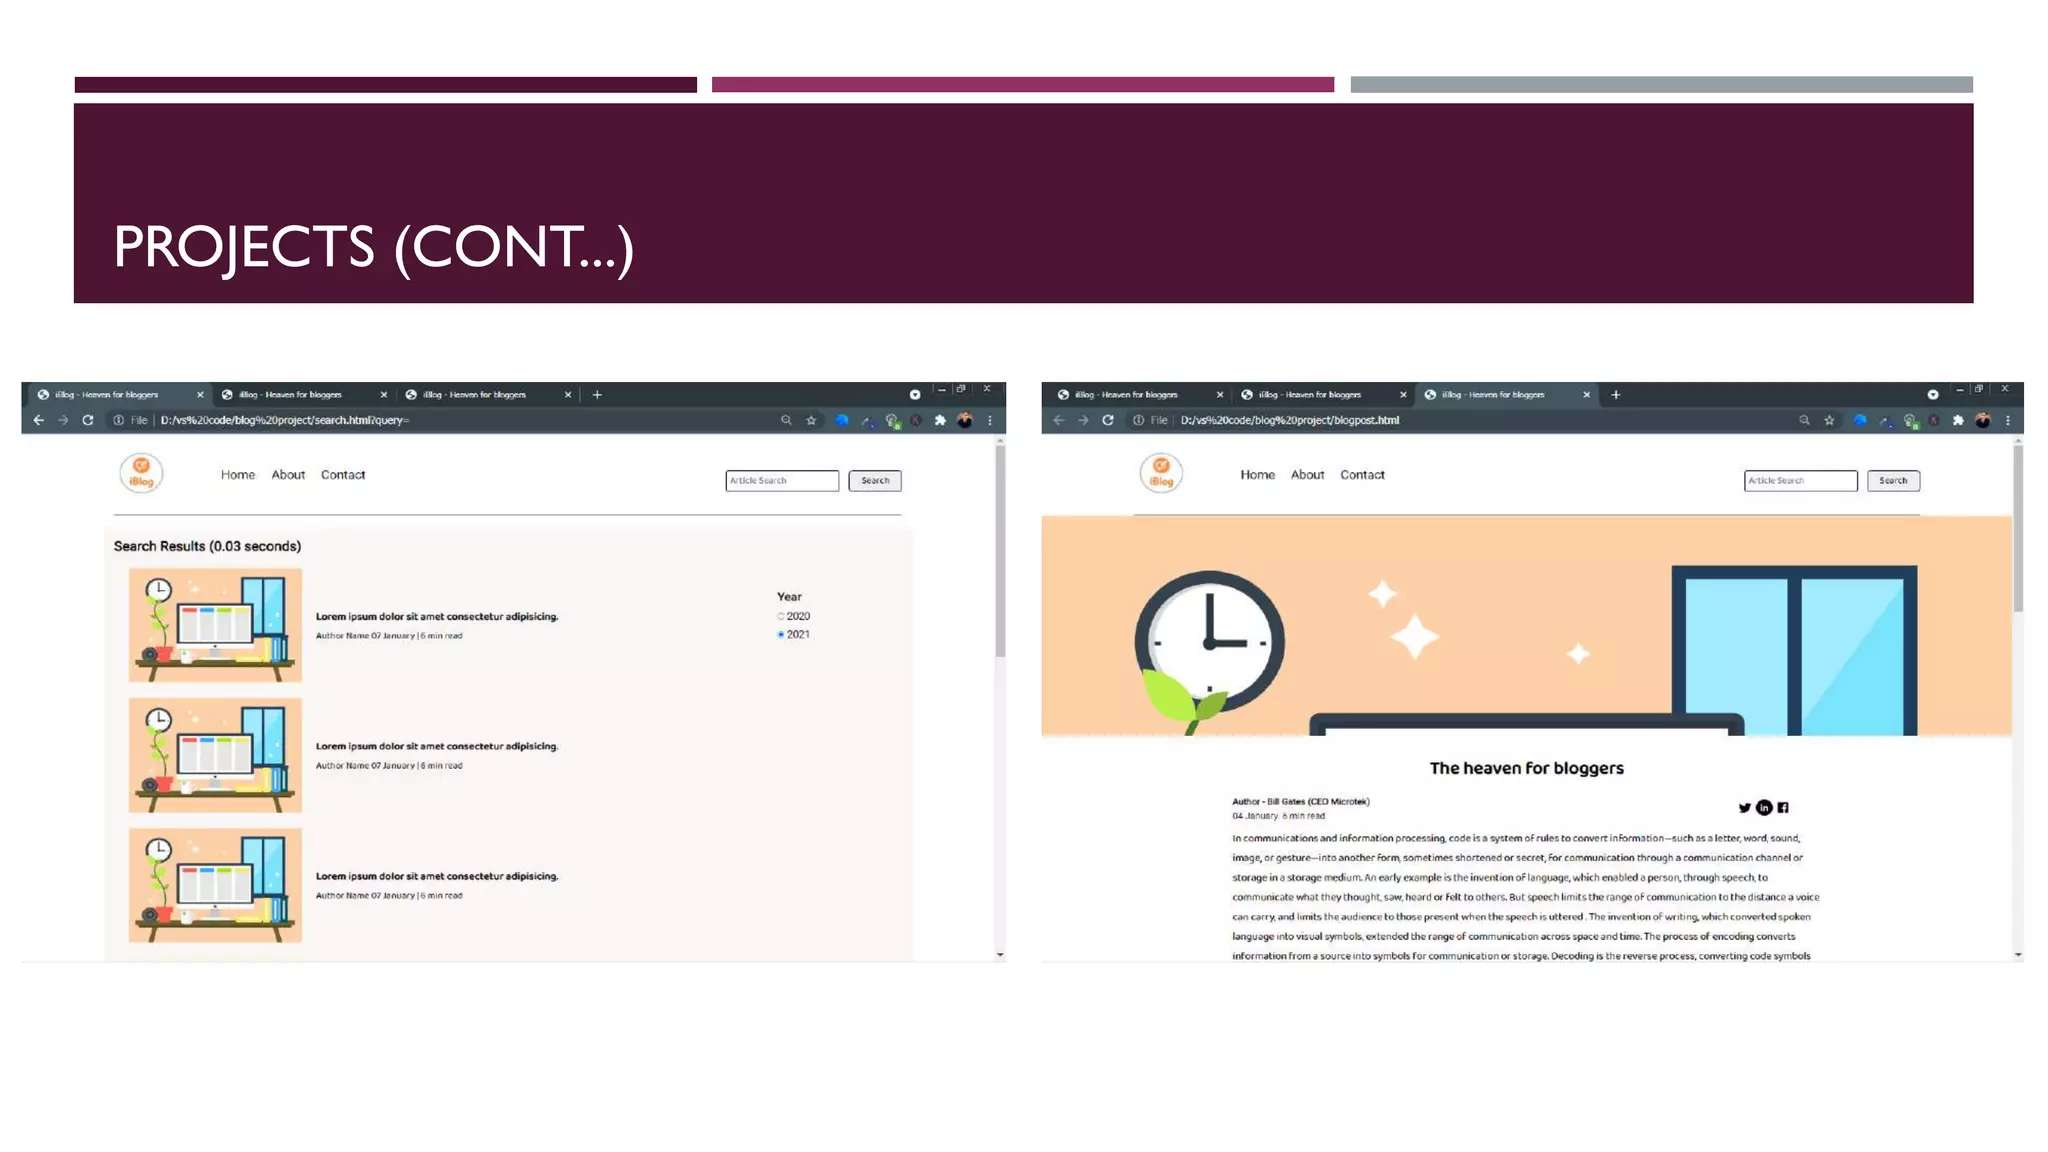 PROJECTS (CONT...)
iBlog - Heaven for bloggers
iBlog - Heaven for bloggers
iBlog - Heaven for bloggers
File
D:/vs%20code/blog%20project/search.html?query=
iBlog
Home About Contact
Article Search
Search
Search Results (0.03 seconds)
Lorem ipsum dolor sit amet consectetur adipisicing.
Author Name 07 January | 6 min read
Year
2020
2021
Lorem ipsum dolor sit amet consectetur adipisicing.
Author Name 07 January | 6 min read
Lorem ipsum dolor sit amet consectetur adipisicing.
Author Name 07 January | 6 min read
iBlog - Heaven for bloggers
iBlog - Heaven for bloggers
iBlog - Heaven for bloggers
File
D:/vs%20code/blog%20project/blogpost.html
iBlog
Home About Contact
Article Search
Search
The heaven for bloggers
Author - Bill Gates (CEO Microtek)
04 January. 6 min read
in
In communications and information processing, code is a system of rules to convert information—such as a letter, word, sound,
image, or gesture—into another form, sometimes shortened or secret, for communication through a communication channel or
storage in a storage medium. An early example is the invention of language, which enabled a person, through speech, to
communicate what they thought, saw, heard or felt to others. But speech limits the range of communication to the distance a voice
can carry, and limits the audience to those present when the speech is uttered. The invention of writing, which converted spoken
language into visual symbols, extended the range of communication across space and time. The process of encoding converts
information from a source into symbols for communication or storage. Decoding is the reverse process, converting code symbols